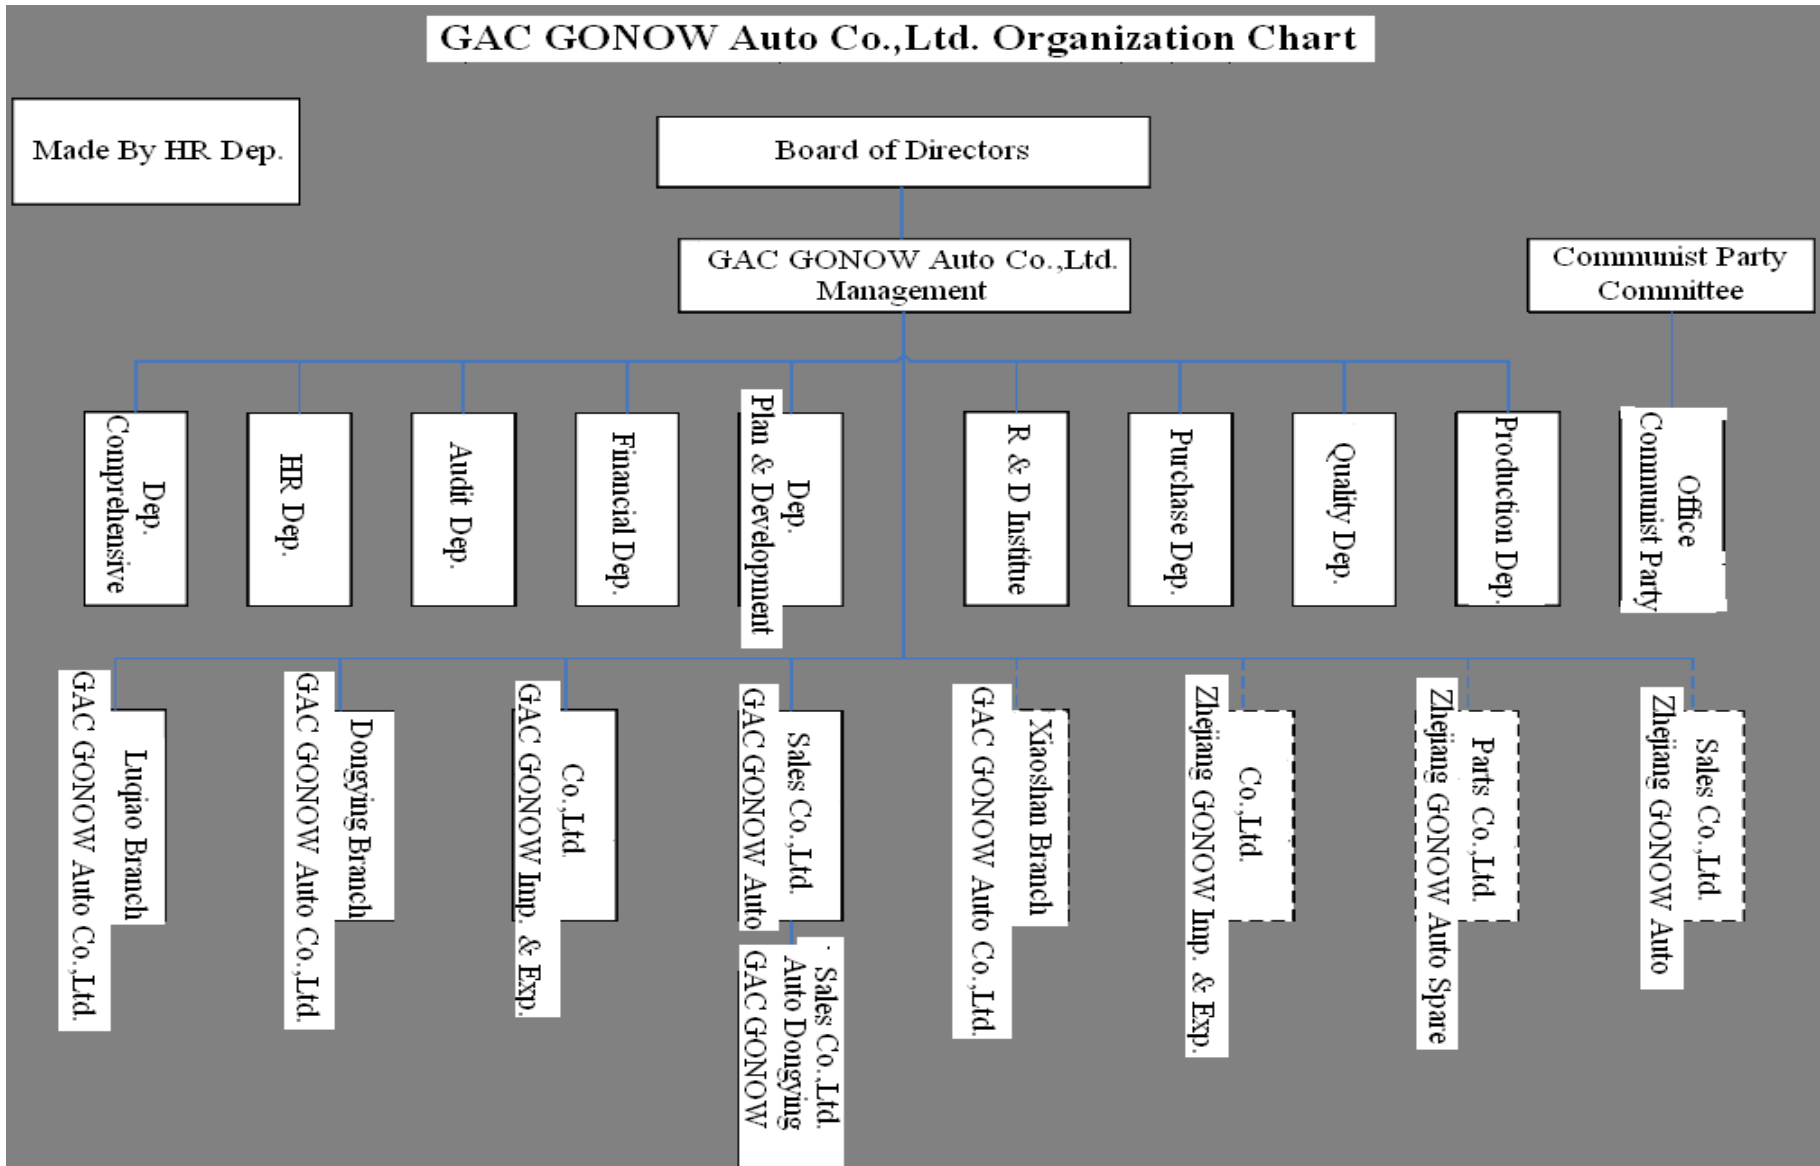 GAC GONOW Auto Co.,Ltd. Organization Chart
Made By HR Dep.
Board of Directors
GAC GONOW Auto Co.,Ltd.
Management
Communist Party
Committee
Comprehensive
Dep.
HR Dep.
Audit Dep.
Financial Dep.
Plan & Development
Dep.
R & D Institue
Purchase Dep.
Quality Dep.
Production Dep.
Communist Party
Office
GAC GONOW Auto Co.,Ltd.
Luqiao Branch
GAC GONOW Auto Co.,Ltd.
Dongying Branch
GAC GONOW Imp. & Exp.
Co.,Ltd.
GAC GONOW Auto
Sales Co.,Ltd.
GAC GONOW Auto Co.,Ltd.
Xiaoshan Branch
Zhejiang GONOW Imp. & Exp.
Co.,Ltd.
Zhejiang GONOW Auto Spare
Parts Co.,Ltd.
Zhejiang GONOW Auto
Sales Co.,Ltd.
GAC GONOW
Auto Dongying
Sales Co.,Ltd.